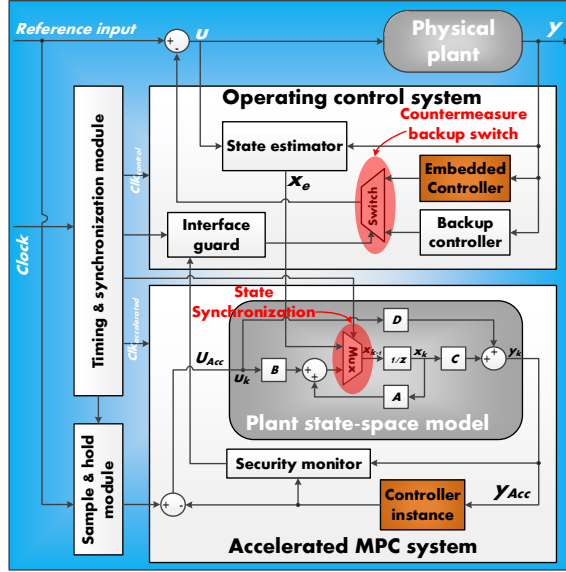 Reference input
+
-
u
Physical
plant
y
Operating control system
Countermeasure
backup switch
State estimator
x_e
Clk_control
Switch
Embedded
Controller
Interface
guard
Backup
controller
Timing & synchronization module
Clock
Clk_accelerated
State
Synchronization
D
U_Acc
u_k
B
+
+
Mux
x_k+1
1/Z
x_k
C
+
+
y_k
A
Plant state-space model
Security monitor
Sample & hold
module
+
-
Controller
instance
y_Acc
Accelerated MPC system